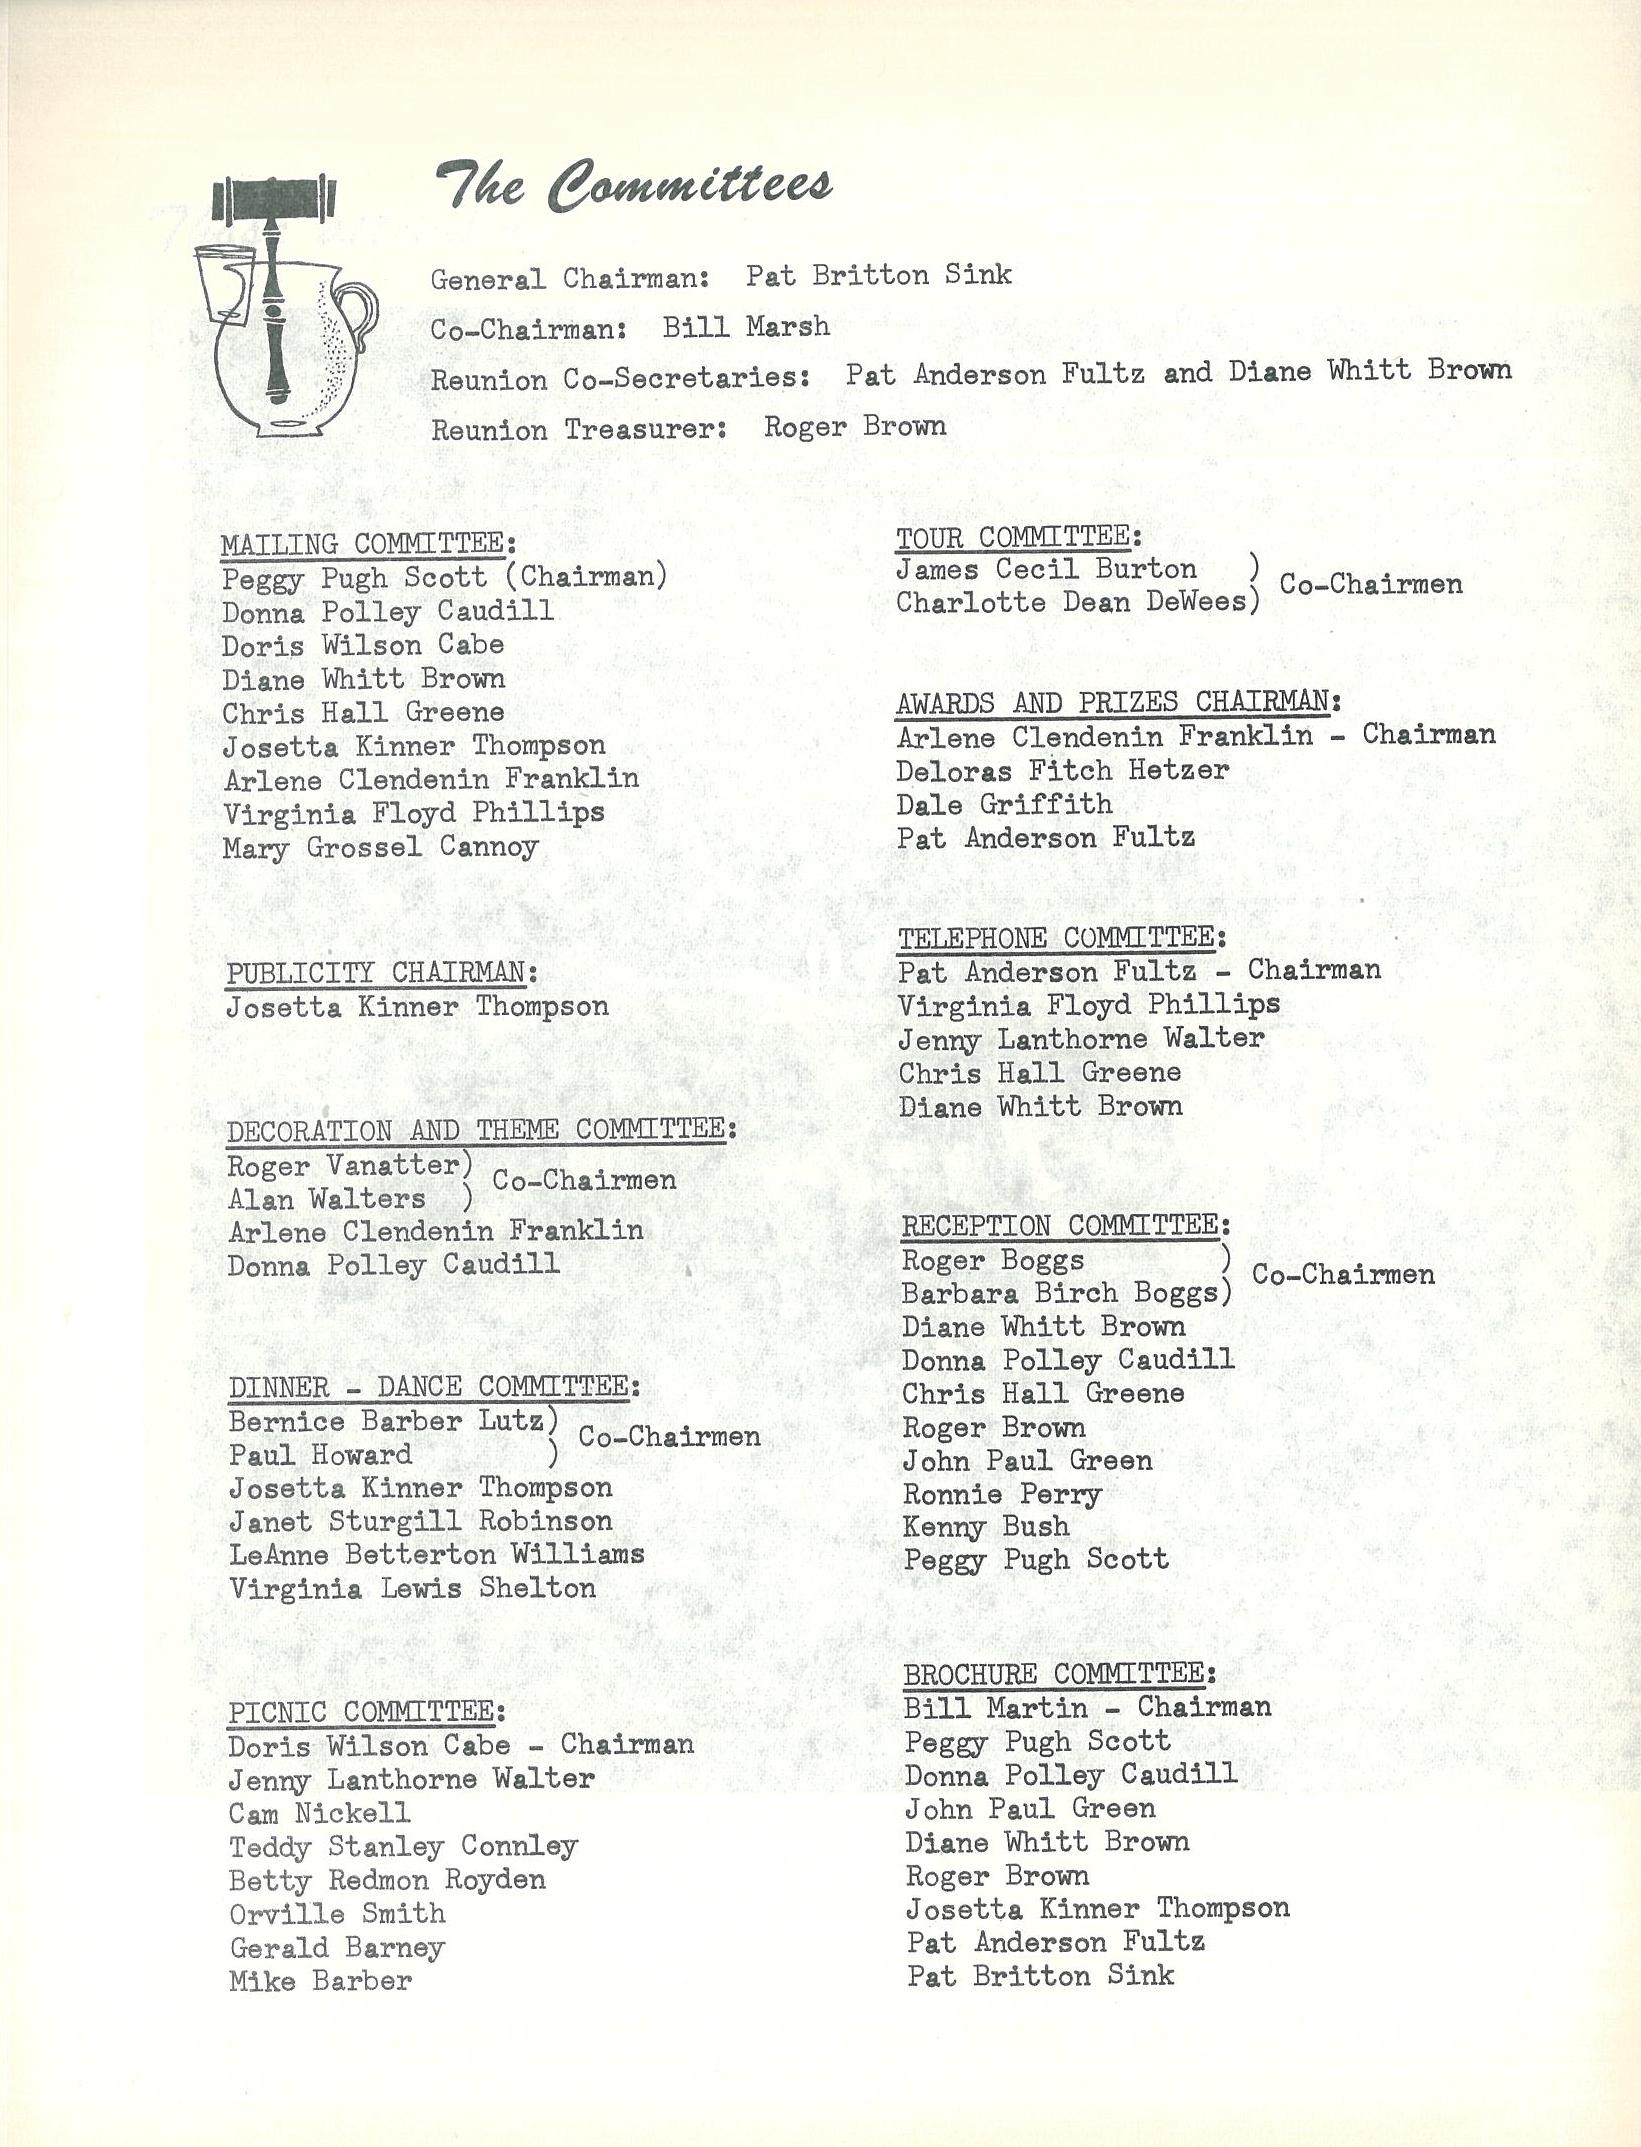 The Committees
General Chairman: Pat Britton Sink
Co-Chairman: Bill Marsh
Reunion Co-Secretaries: Pat Anderson Fultz and Diane Whitt Brown
Reunion Treasurer: Roger Brown
MAILING COMMITTEE:
Peggy Pugh Scott (Chairman)
Donna Polley Caudill
Doris Wilson Cabe
Diane Whitt Brown
Chris Hall Greene
Josetta Kinner Thompson
Arlene Clendenin Franklin
Virginia Floyd Phillips
Mary Grossel Cannoy
PUBLICITY CHAIRMAN:
Josetta Kinner Thompson
DECORATION AND THEME COMMITTEE:
Roger Vanatter)
Co-Chairmen
Alan Walters )
Arlene Clendenin Franklin
Donna Polley Caudill
DINNER - DANCE COMMITTEE:
Bernice Barber Lutz)
Co-Chairmen
Paul Howard )
Josetta Kinner Thompson
Janet Sturgill Robinson
LeAnne Betterton Williams
Virginia Lewis Shelton
PICNIC COMMITTEE:
Doris Wilson Cabe - Chairman
Jenny Lanthorne Walter
Cam Nickell
Teddy Stanley Connley
Betty Redmon Royden
Orville Smith
Gerald Barney
Mike Barber
TOUR COMMITTEE:
James Cecil Burton )
Co-Chairmen
Charlotte Dean DeWees)
AWARDS AND PRIZES CHAIRMAN:
Arlene Clendenin Franklin - Chairman
Deloras Fitch Hetzer
Dale Griffith
Pat Anderson Fultz
TELEPHONE COMMITTEE:
Pat Anderson Fultz - Chairman
Virginia Floyd Phillips
Jenny Lanthorne Walter
Chris Hall Greene
Diane Whitt Brown
RECEPTION COMMITTEE:
Roger Boggs )
Co-Chairmen
Barbara Birch Boggs)
Diane Whitt Brown
Donna Polley Caudill
Chris Hall Greene
Roger Brown
John Paul Green
Ronnie Perry
Kenny Bush
Peggy Pugh Scott
BROCHURE COMMITTEE:
Bill Martin - Chairman
Peggy Pugh Scott
Donna Polley Caudill
John Paul Green
Diane Whitt Brown
Roger Brown
Josetta Kinner Thompson
Pat Anderson Fultz
Pat Britton Sink